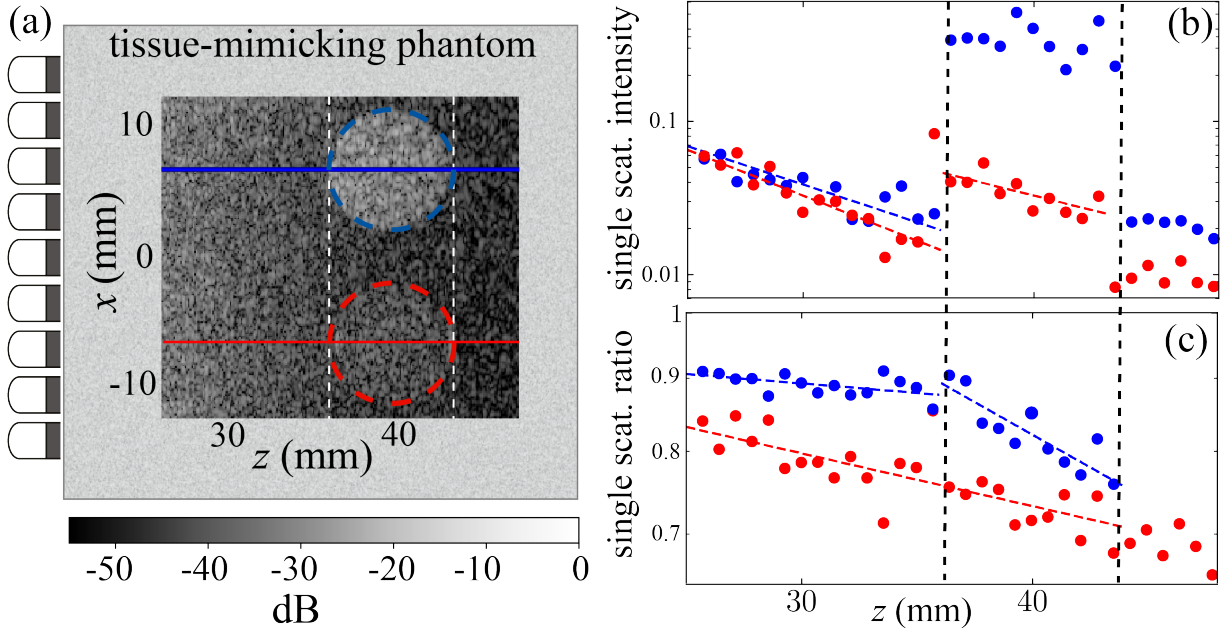 (a)
tissue-mimicking phantom
10
0
-10
x (mm)
30 40
z (mm)
-50 -40 -30 -20 -10 0
dB
(b)
single scat. intensity
0.1
0.01
(c)
single scat. ratio
1
0.9
0.8
0.7
30 z (mm) 40